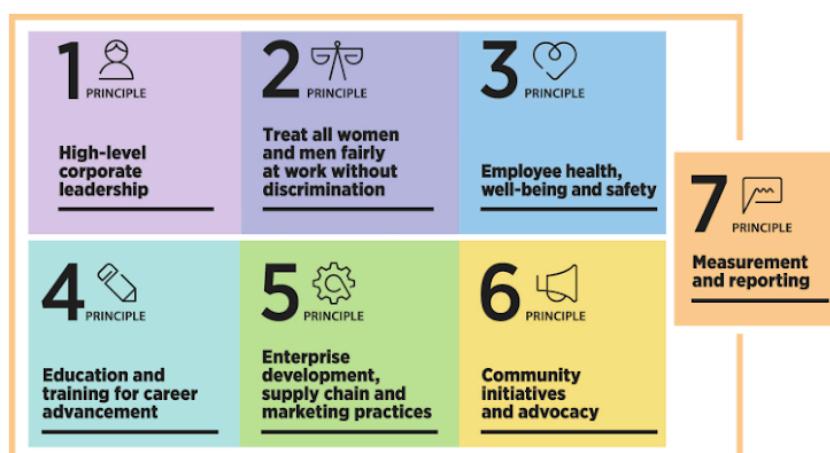 1
PRINCIPLE
High-level
corporate
leadership
2
PRINCIPLE
Treat all women
and men fairly
at work without
discrimination
3
PRINCIPLE
Employee health,
well-being and safety
4
PRINCIPLE
Education and
training for career
advancement
5
PRINCIPLE
Enterprise
development,
supply chain and
marketing practices
6
PRINCIPLE
Community
initiatives
and advocacy
7
PRINCIPLE
Measurement
and reporting